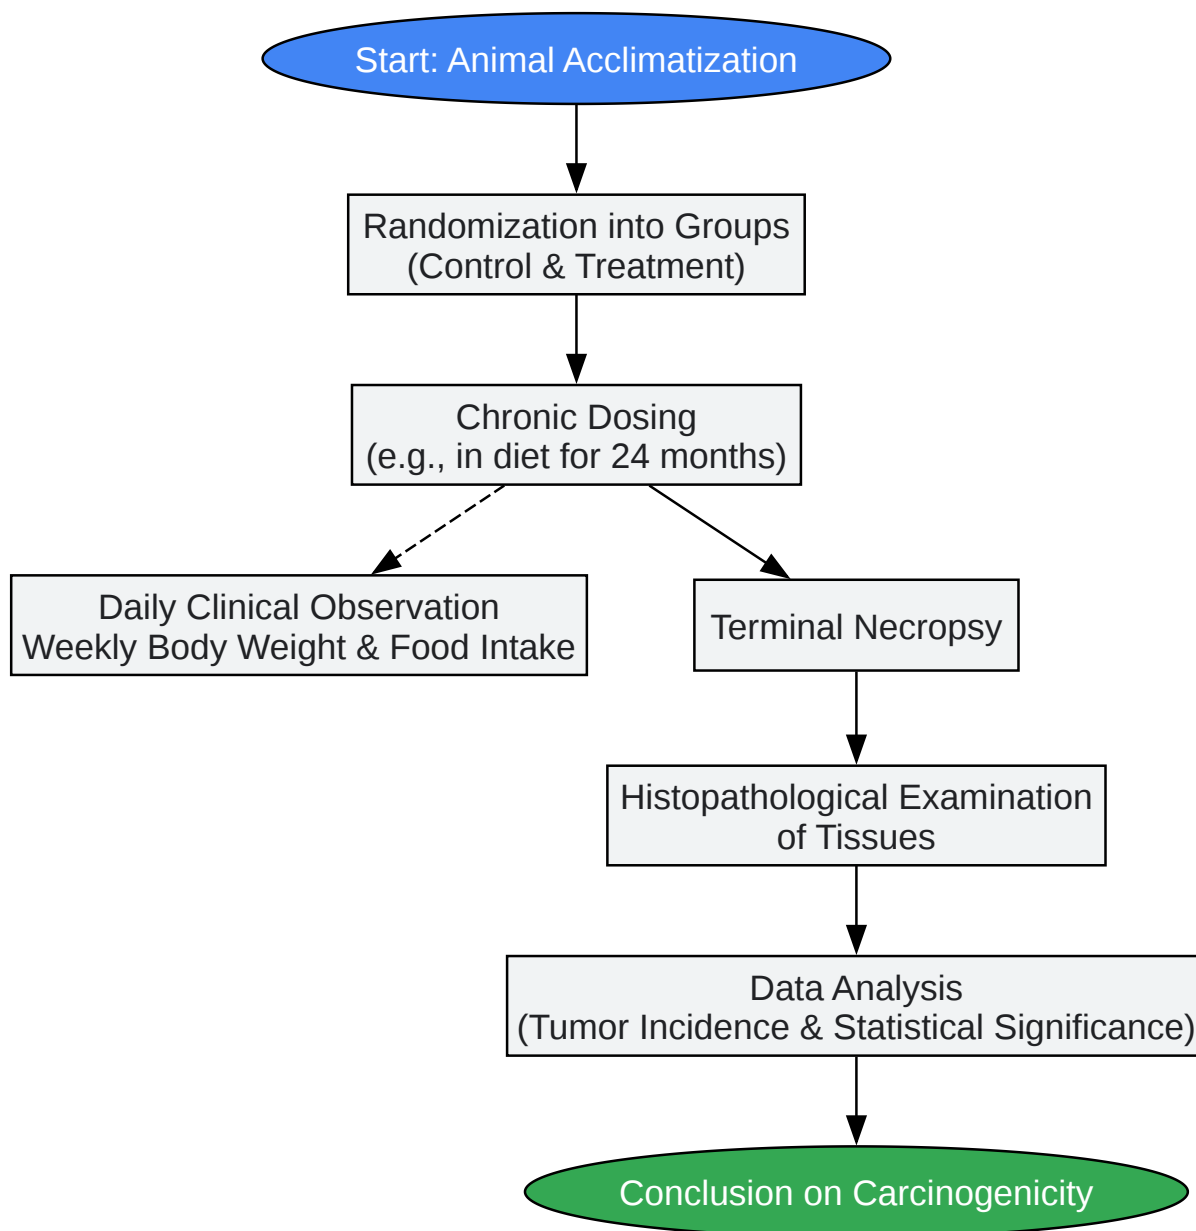 Start: Animal Acclimatization
Randomization into Groups
(Control & Treatment)
Chronic Dosing
(e.g., in diet for 24 months)
Daily Clinical Observation
Weekly Body Weight & Food Intake
Terminal Necropsy
Histopathological Examination
of Tissues
Data Analysis
(Tumor Incidence & Statistical Significance)
Conclusion on Carcinogenicity